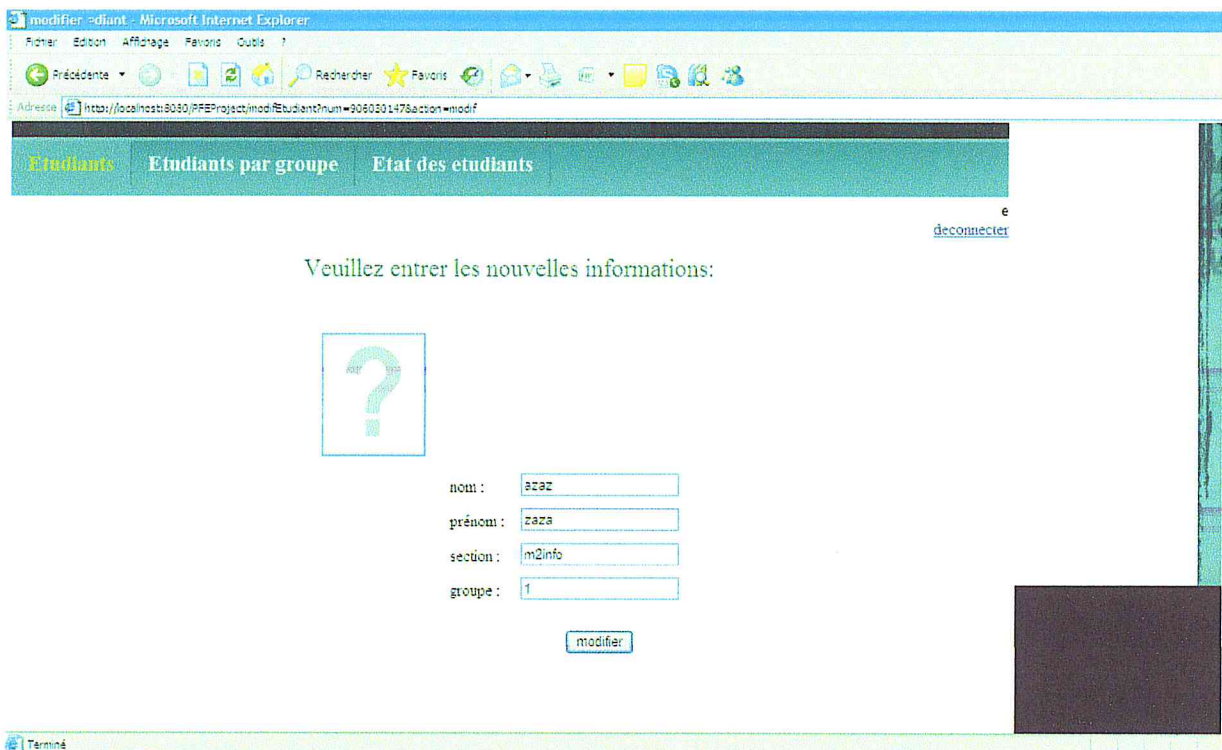 modifier =diant - Microsoft Internet Explorer
Fichier Edition Affichage Favoris Outils ?
Précédente Rechercher Favoris
Adresse http://localhost:8080/PFEProject/modifEtudiant?num=906030147&action=modif
Etudiants Etudiants par groupe Etat des etudiants
e
deconnecter
Veuillez entrer les nouvelles informations:
?
nom : azaz
prénom : zaza
section : m2info
groupe : 1
modifier
Terminé